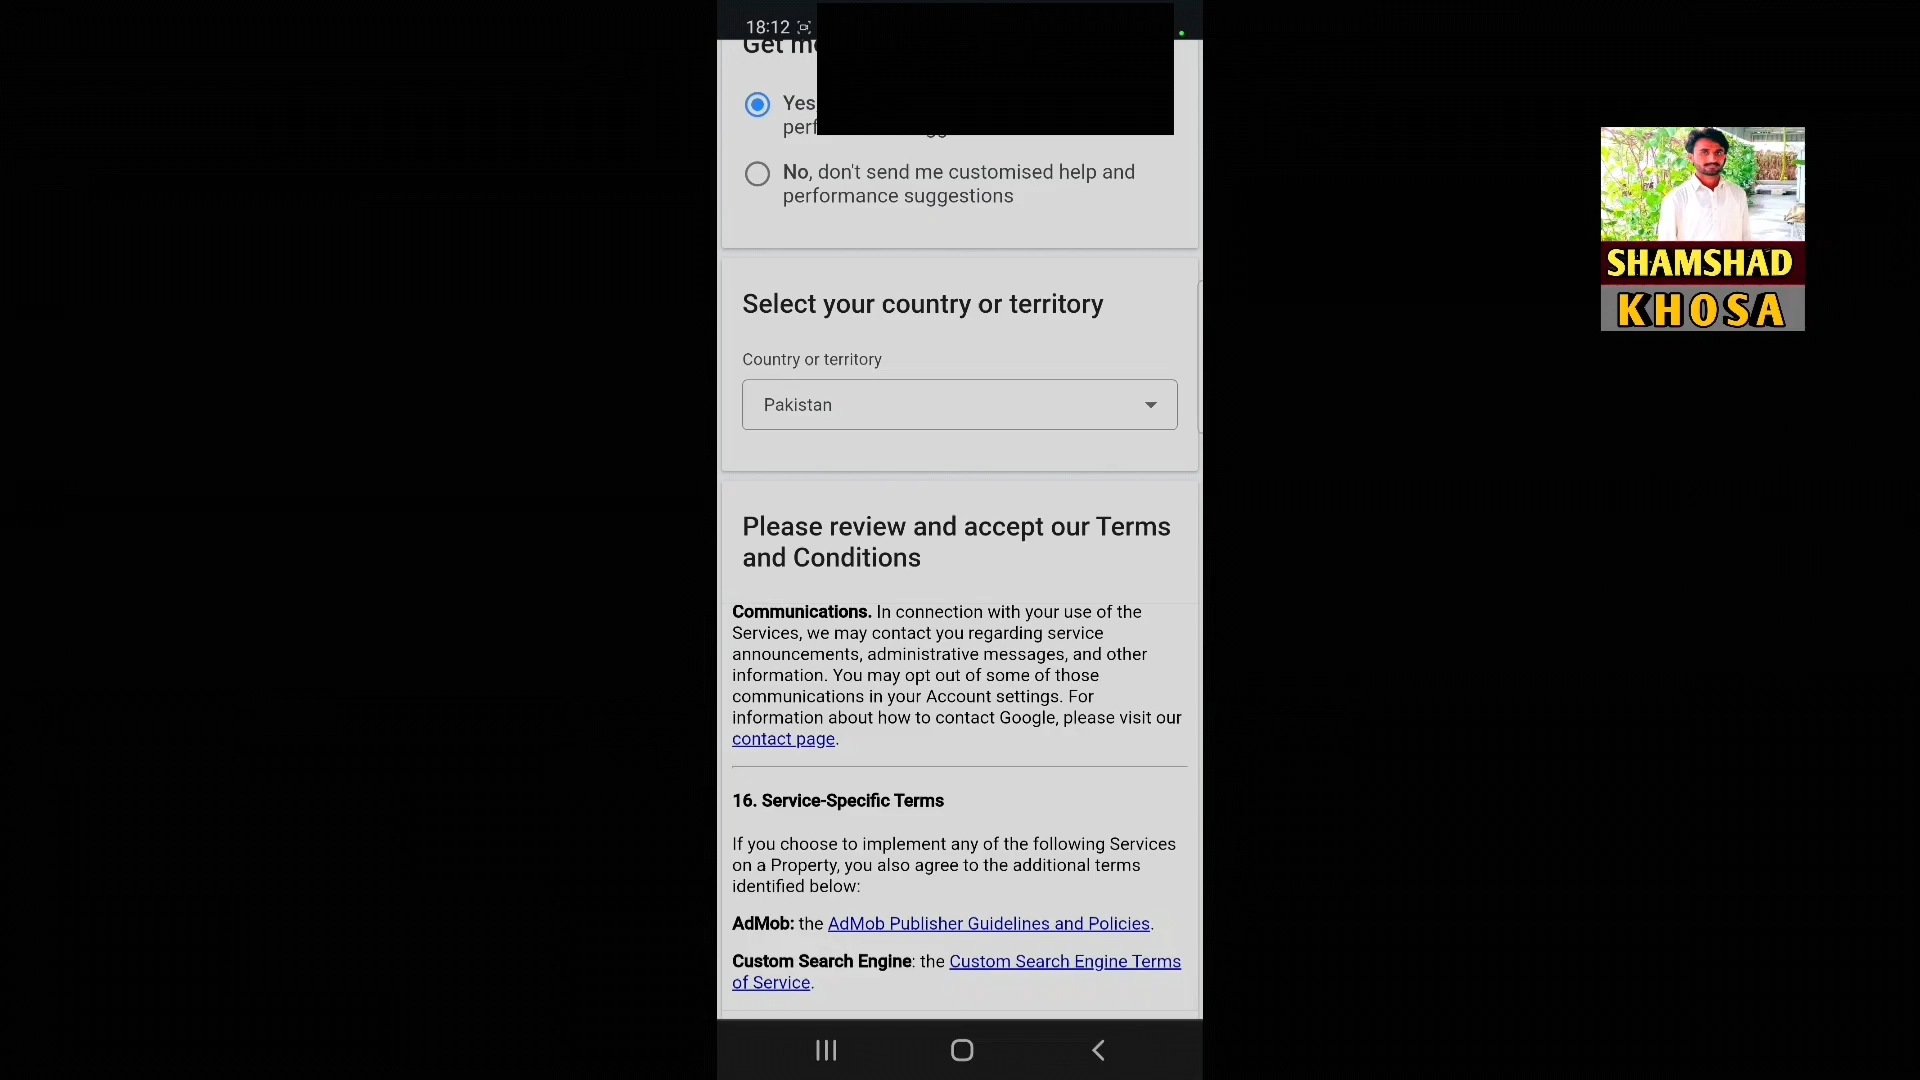 18:12
Get
Yes
No, don't send me customised help and
performance suggestions
Select your country or territory
Country or territory
Pakistan
Please review and accept our Terms
and Conditions
Communications. In connection with your use of the
Services, we may contact you regarding service
announcements, administrative messages, and other
information. You may opt out of some of those
communications in your Account settings. For
information about how to contact Google, please visit our
contact page.
16. Service-Specific Terms
If you choose to implement any of the following Services
on a Property, you also agree to the additional terms
identified below:
AdMob: the AdMob Publisher Guidelines and Policies.
Custom Search Engine: the Custom Search Engine Terms
of Service.
SHAMSHAD
KHOSA